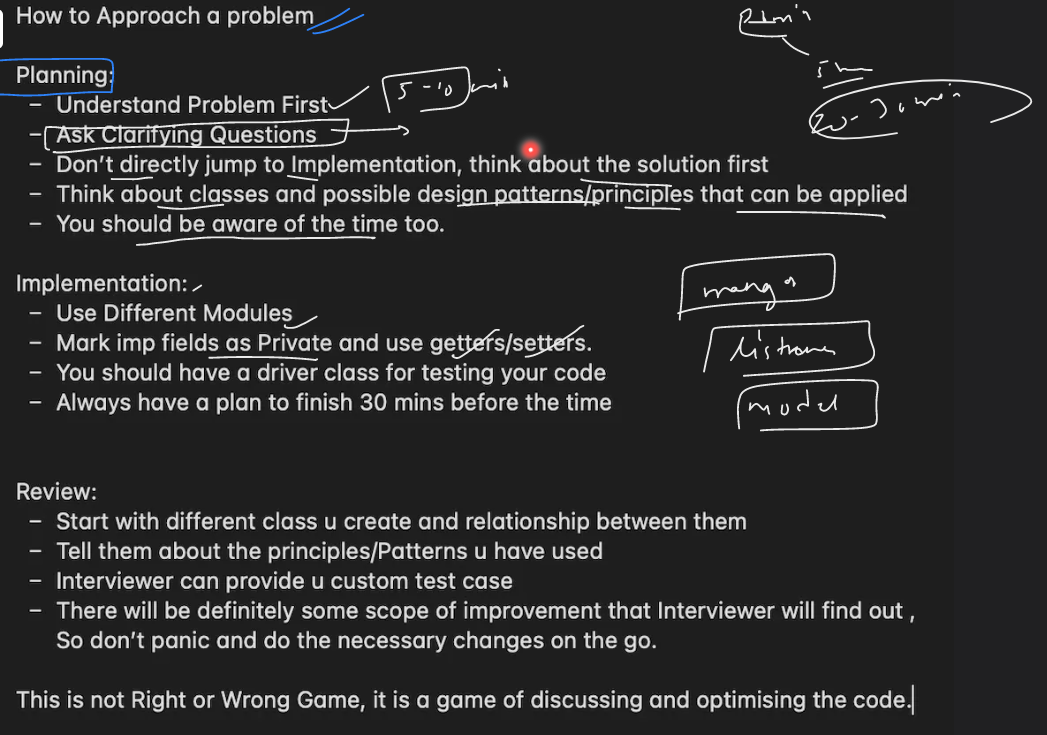 How to Approach a problem
Planning:
- Understand Problem First
5-10 min
- Ask Clarifying Questions
20-30 min
- Don't directly jump to Implementation, think about the solution first
- Think about classes and possible design patterns/principles that can be applied
- You should be aware of the time too.
Implementation:
- Use Different Modules
- Mark imp fields as Private and use getters/setters.
- You should have a driver class for testing your code
- Always have a plan to finish 30 mins before the time
model
Review:
- Start with different class u create and relationship between them
- Tell them about the principles/Patterns u have used
- Interviewer can provide u custom test case
- There will be definitely some scope of improvement that Interviewer will find out ,
So don't panic and do the necessary changes on the go.
This is not Right or Wrong Game, it is a game of discussing and optimising the code.